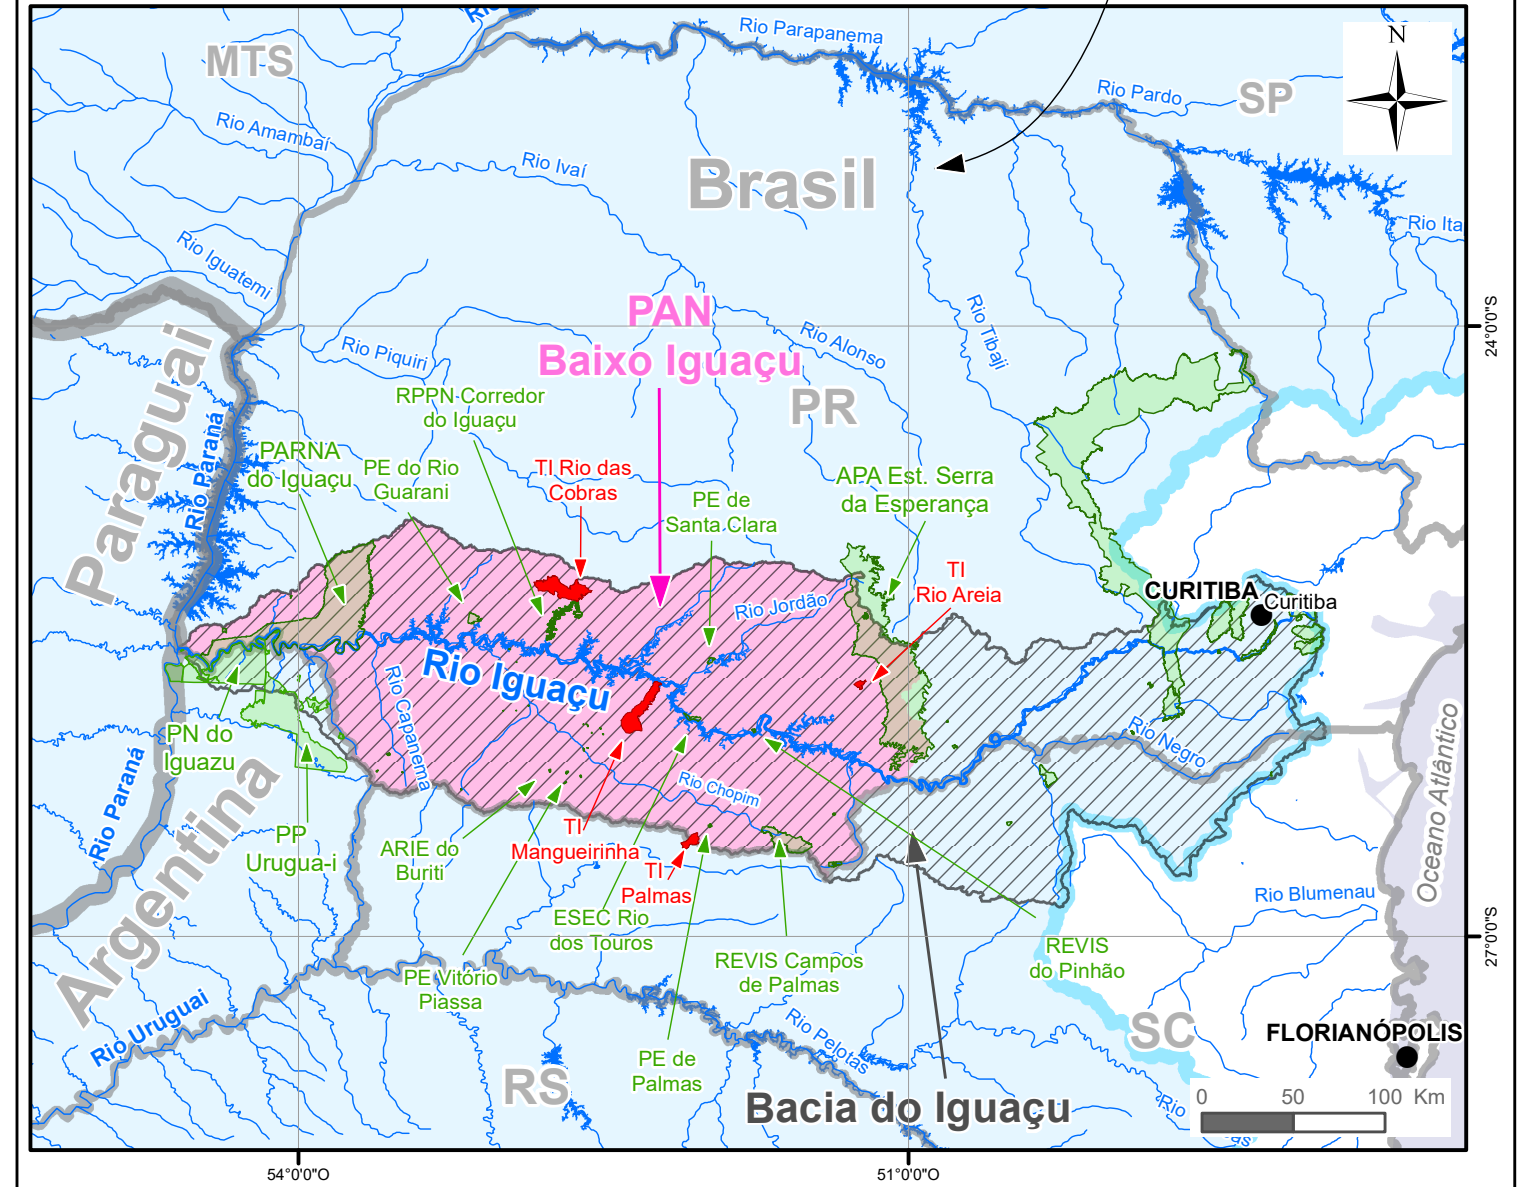 Rio Parapanema
N
MTS
Rio Pardo
SP
Rio Amambaí
Rio Ivaí
Brasil
Rio Ita
Rio Iguatemi
PAN
Baixo Iguaçu
Rio Tibaji
Rio Alonso
24°0'0"S
Rio Piquiri
Paraguai
RPPN Corredor
do Iguaçu
PR
Rio Paraná
PARNA
do Iguaçu
PE do Rio
Guarani
TI Rio das
Cobras
PE de
Santa Clara
APA Est. Serra
da Esperança
TI
Rio Areia
CURITIBA
Curitiba
Rio Jordão
Rio Iguaçu
Rio Capanema
PN do
Iguazu
Rio Negro
Oceano Atlântico
Rio Paraná
Rio Chopim
Argentina
PP
Urugua-i
ARIE do
Buriti
TI
Mangueirinha
TI
Palmas
Rio Blumenau
ESEC Rio
dos Touros
27°0'0"S
REVIS
do Pinhão
REVIS Campos
de Palmas
PE Vitório
Piassa
Rio Uruguai
Rio Pelotas
SC
FLORIANÓPOLIS
PE de
Palmas
RS
Bacia do Iguaçu
0 50 100 Km
Rio
54°0'0"O
51°0'0"O